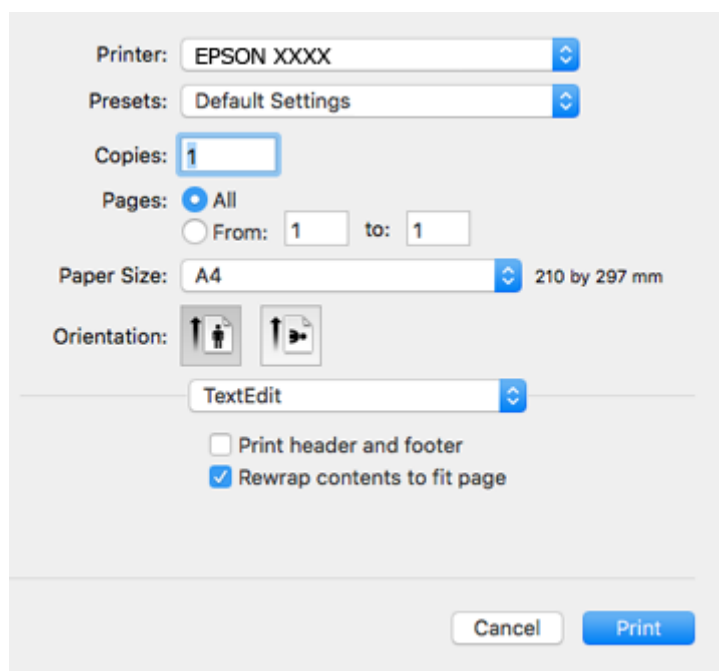 Printer: EPSON XXXX
Presets: Default Settings
Copies: 1
Pages: All
From: 1 to: 1
Paper Size: A4 210 by 297 mm
Orientation:
TextEdit
Print header and footer
Rewrap contents to fit page
Cancel Print